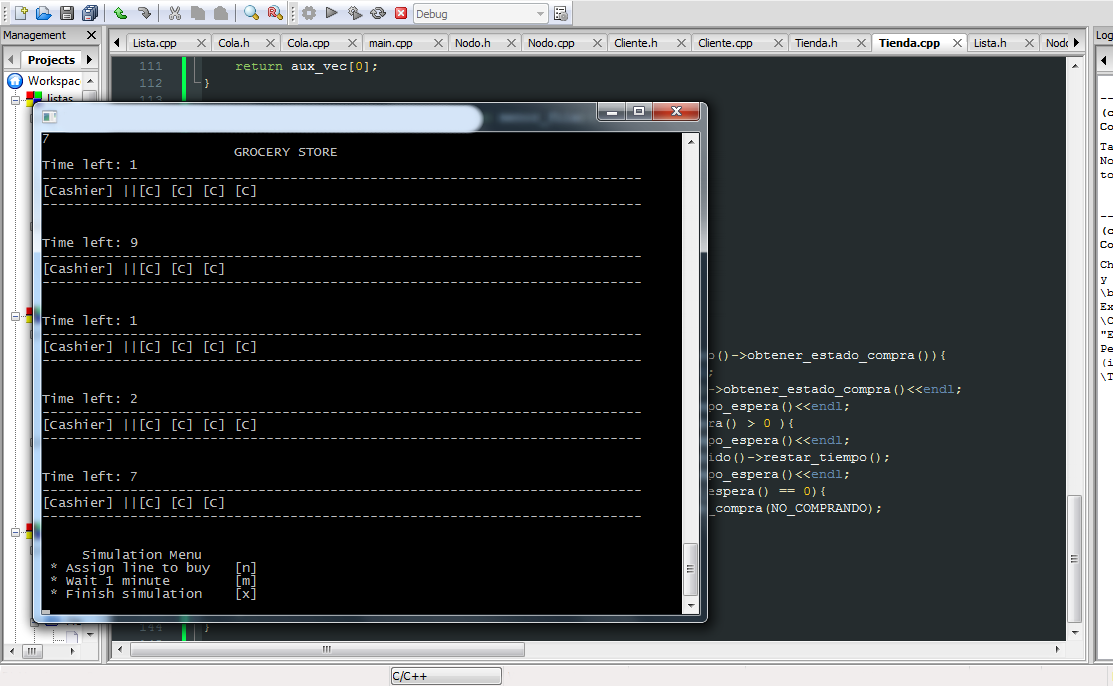 Debug
Management
Projects
Workspac
listas
Lista.cpp Cola.h Cola.cpp main.cpp Nodo.h Nodo.cpp Cliente.h Cliente.cpp Tienda.h Tienda.cpp Lista.h Nodo
Log
111 return aux_vec[0];
112 }
113
7
GROCERY STORE
Time left: 1
--------------------------------------------------------------------------
[Cashier] ||[C] [C] [C] [C]
--------------------------------------------------------------------------
Time left: 9
--------------------------------------------------------------------------
[Cashier] ||[C] [C] [C]
--------------------------------------------------------------------------
Time left: 1
--------------------------------------------------------------------------
[Cashier] ||[C] [C] [C] [C]
--------------------------------------------------------------------------
Time left: 2
--------------------------------------------------------------------------
[Cashier] ||[C] [C] [C] [C]
--------------------------------------------------------------------------
Time left: 7
--------------------------------------------------------------------------
[Cashier] ||[C] [C] [C]
--------------------------------------------------------------------------
Simulation Menu
* Assign line to buy [n]
* Wait 1 minute [m]
* Finish simulation [x]
o()->obtener_estado_compra()){
;
->obtener_estado_compra()<<endl;
po_espera()<<endl;
ra() > 0 ){
po_espera()<<endl;
ido()->restar_tiempo();
po_espera()<<endl;
espera() == 0){
_compra(NO_COMPRANDO);
144 }
--
(c
Co
Ta
No
to
--
(c
Co
Ch
y
\b
Ex
\C
"E
Pe
(i
\T
C/C++